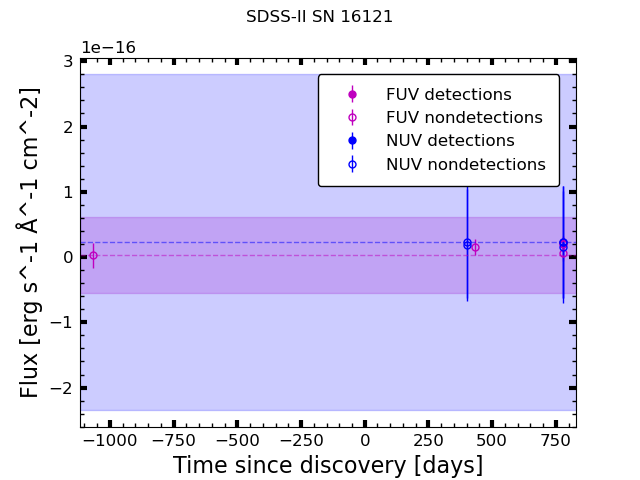 SDSS-II SN 16121
1e−16
3
2
1
0
−1
−2
Flux [erg s^-1 Å^-1 cm^-2]
FUV detections
FUV nondetections
NUV detections
NUV nondetections
−1000 −750 −500 −250 0 250 500 750
Time since discovery [days]